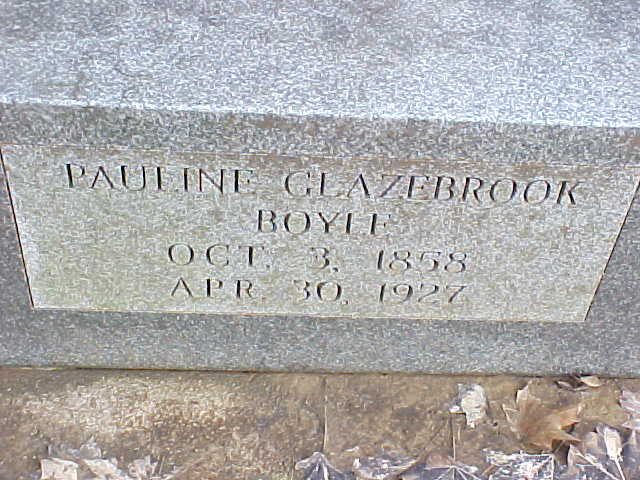 PAULINE GLAZEBROOK
BOYLE
OCT. 3, 1858
APR. 30, 1927